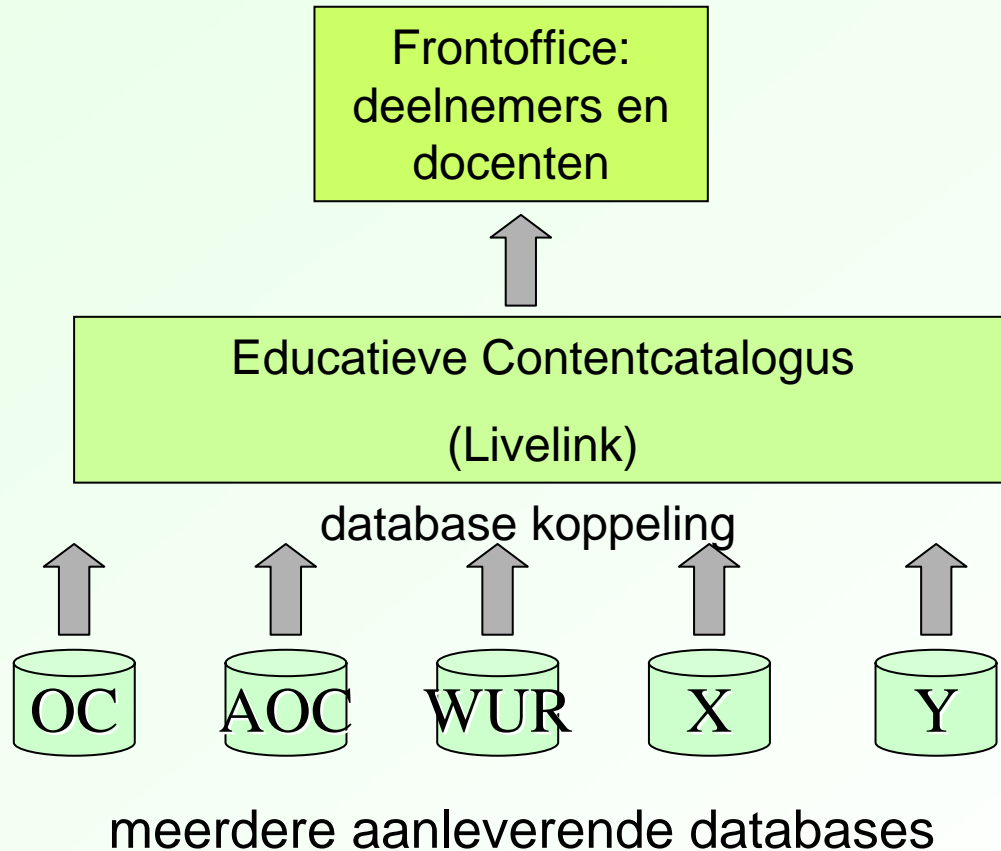 Frontoffice:
deelnemers en
docenten
Educatieve Contentcatalogus
(Livelink)
database koppeling
OC AOC WUR X Y
meerdere aanleverende databases